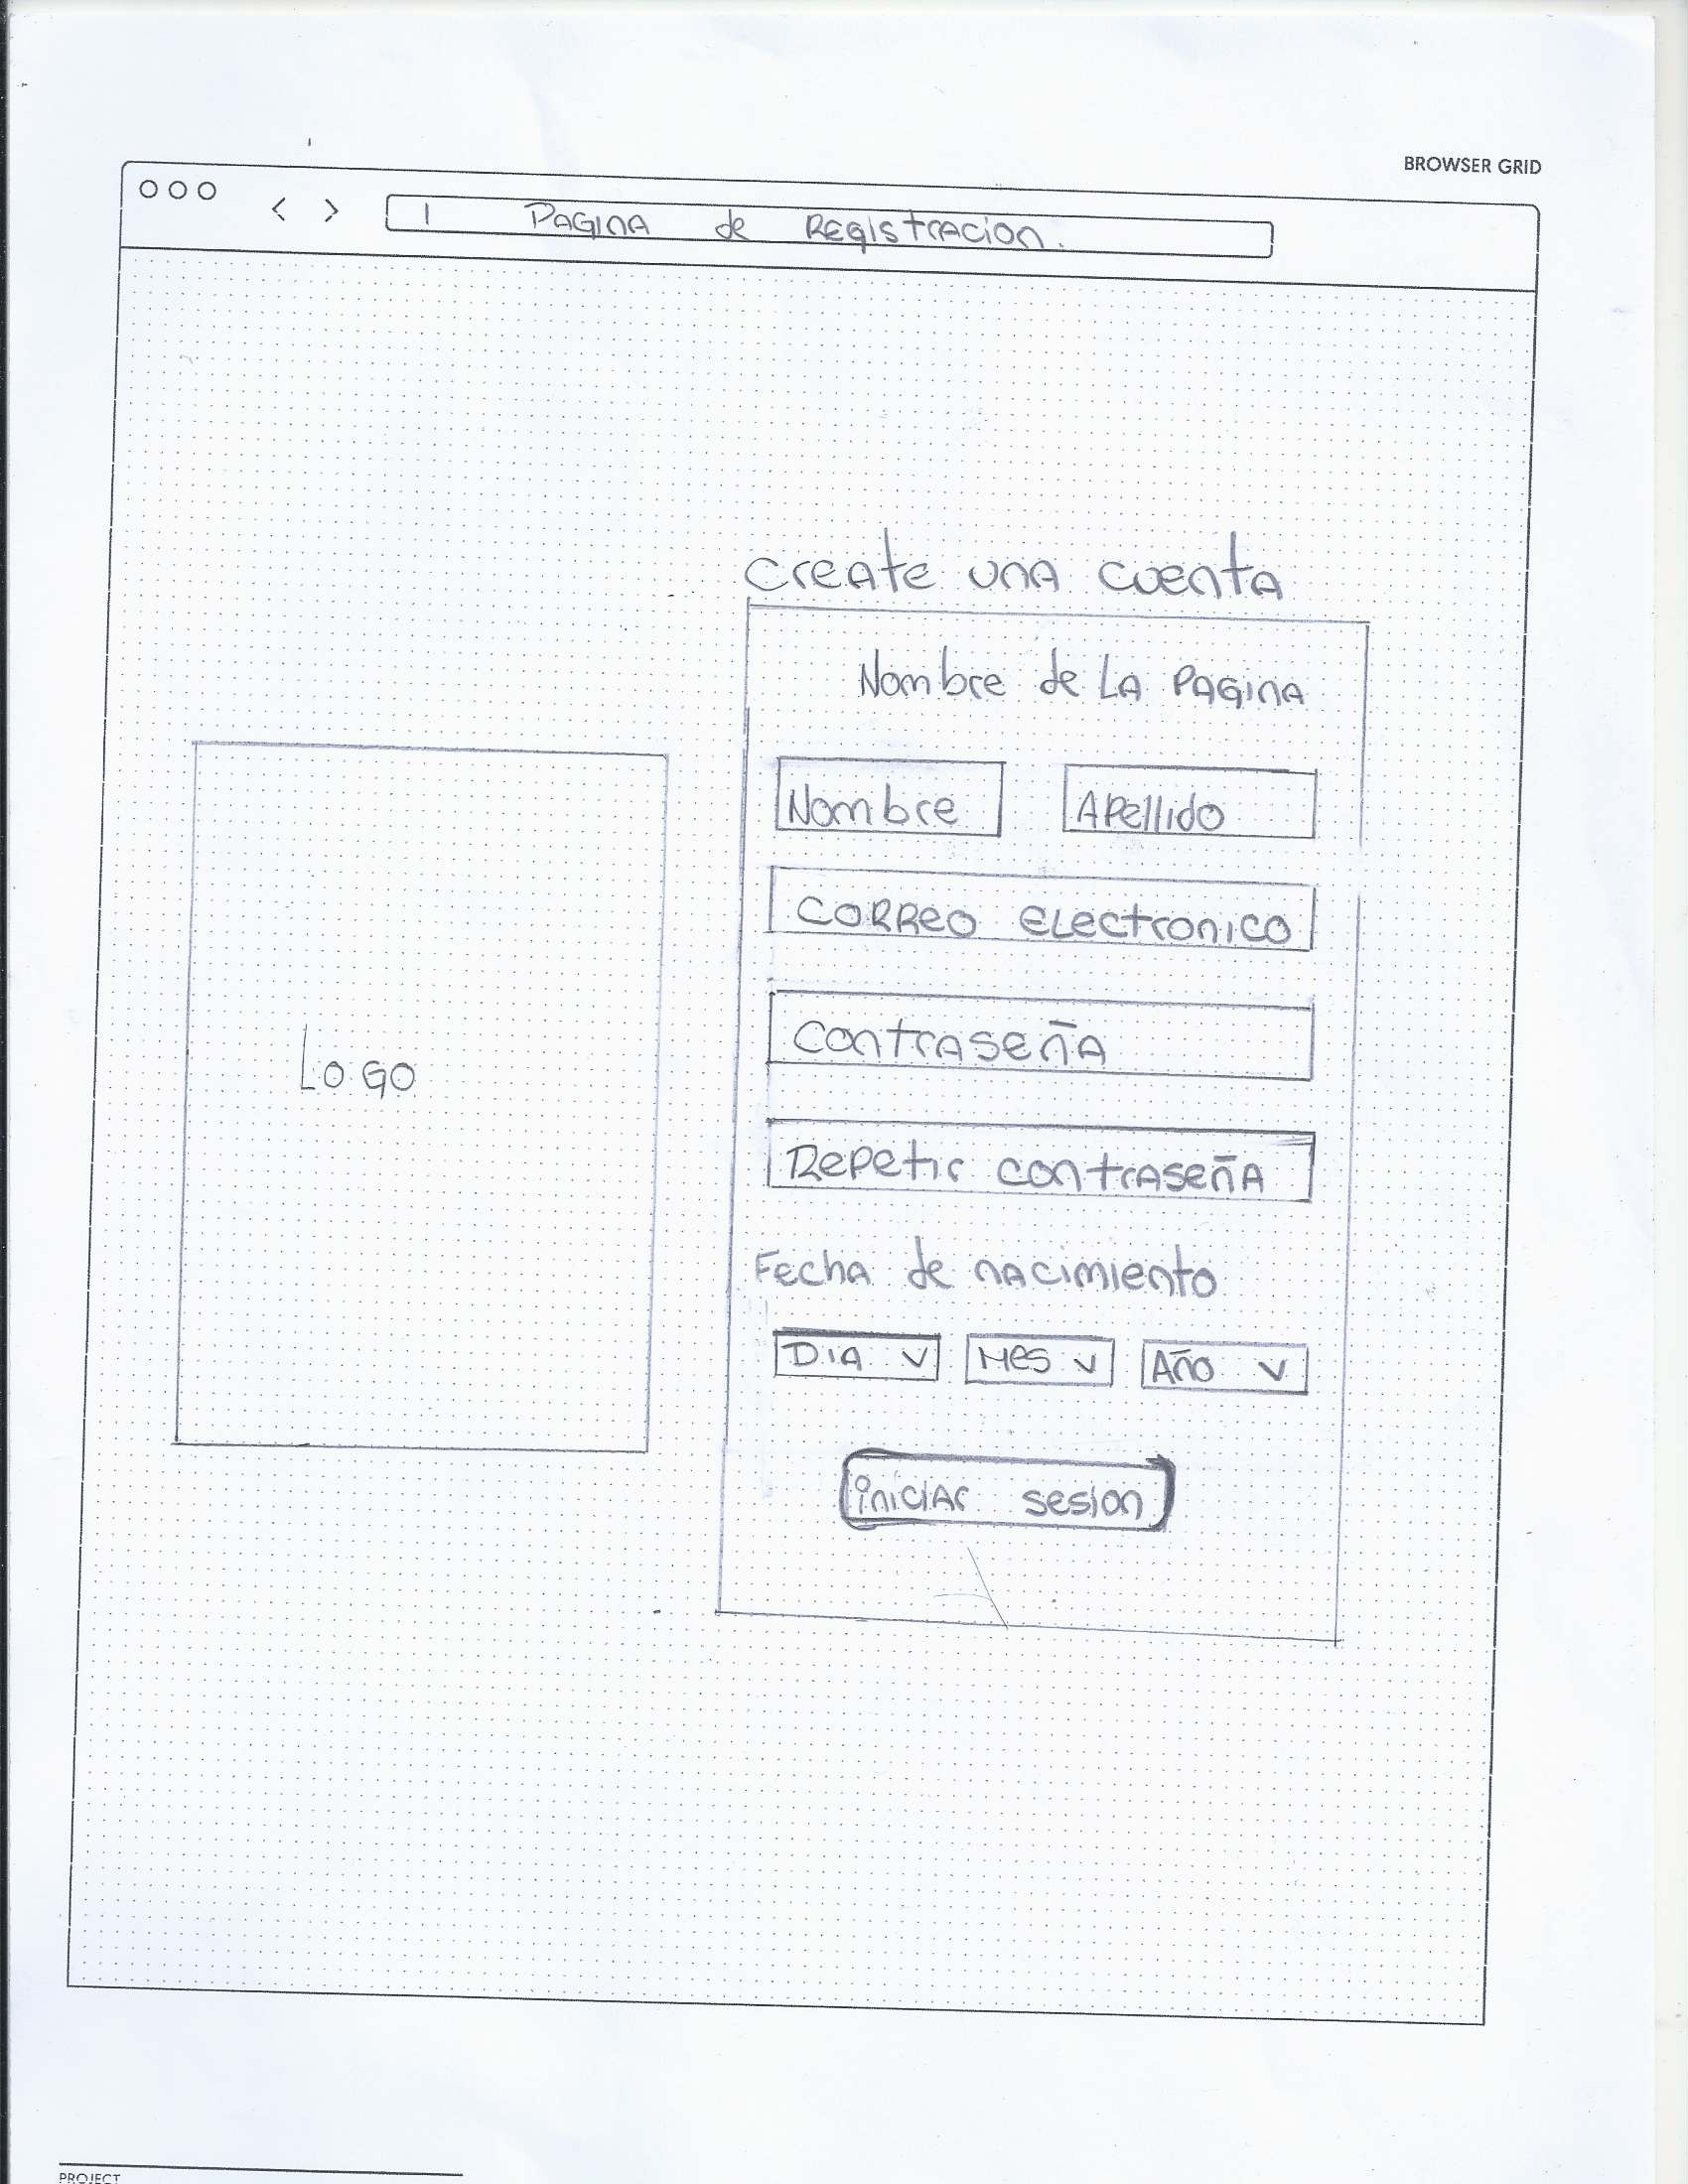 BROWSER GRID
1 PAGINA de REGISTRACION.
CREATE UNA CUENTA
Nombre de LA PAGINA
Nombre APellido
CORREO ELECTRONICO
CONTRASEÑA
LOGO
REPETIR CONTRASEÑA
FECHA de NACIMIENTO
DIA MES AÑO
INICIAR SESION
PROJECT